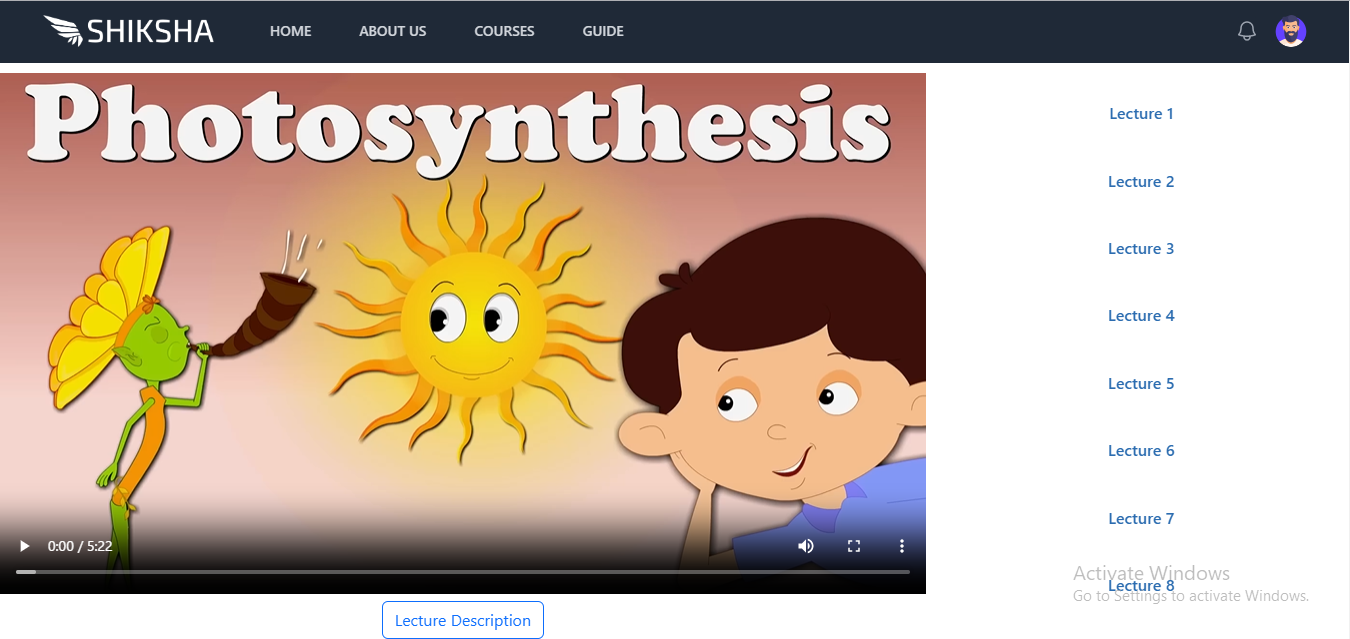 SHIKSHA HOME ABOUT US COURSES GUIDE
Photosynthesis
0:00 / 5:22
Lecture Description
Lecture 1
Lecture 2
Lecture 3
Lecture 4
Lecture 5
Lecture 6
Lecture 7
Lecture 8
Activate Windows
Go to Settings to activate Windows.